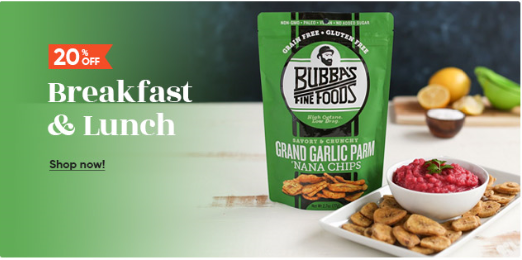 20% OFF
Breakfast
& Lunch
Shop now!
GRAIN FREE • GLUTEN FREE
BUBBA'S
FINE FOODS
SAVORY & CRUNCHY
GRAND GARLIC PARM
'NANA CHIPS